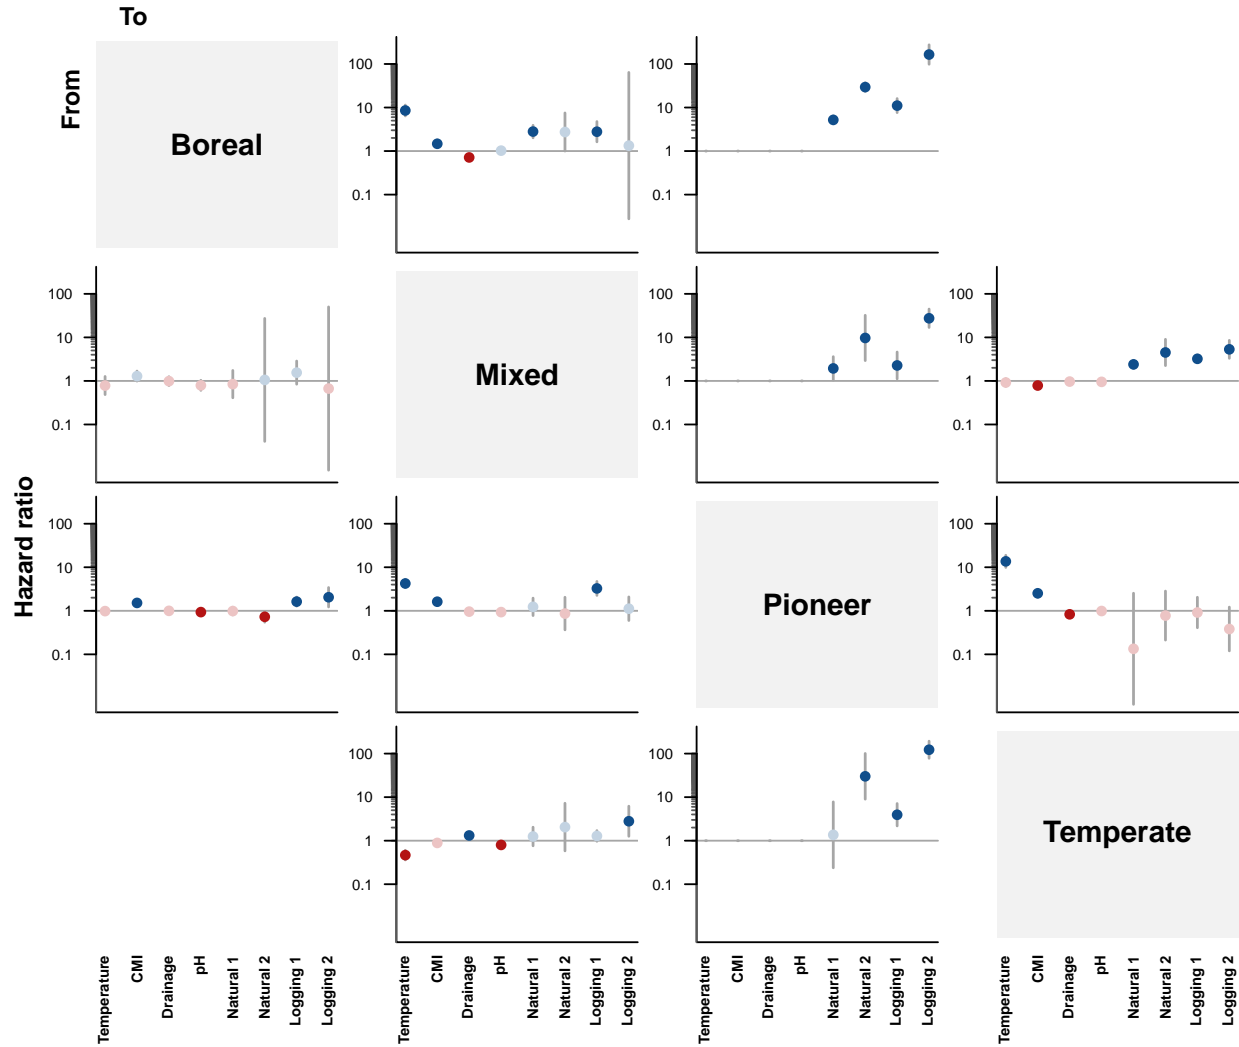 To
From
Boreal
100
10
1
0.1
100
10
1
0.1
Hazard ratio
100
10
1
0.1
Mixed
100
10
1
0.1
100
10
1
0.1
100
10
1
0.1
100
10
1
0.1
Pioneer
100
10
1
0.1
100
10
1
0.1
100
10
1
0.1
Temperate
Temperature
CMI
Drainage
pH
Natural 1
Natural 2
Logging 1
Logging 2
Temperature
CMI
Drainage
pH
Natural 1
Natural 2
Logging 1
Logging 2
Temperature
CMI
Drainage
pH
Natural 1
Natural 2
Logging 1
Logging 2
Temperature
CMI
Drainage
pH
Natural 1
Natural 2
Logging 1
Logging 2